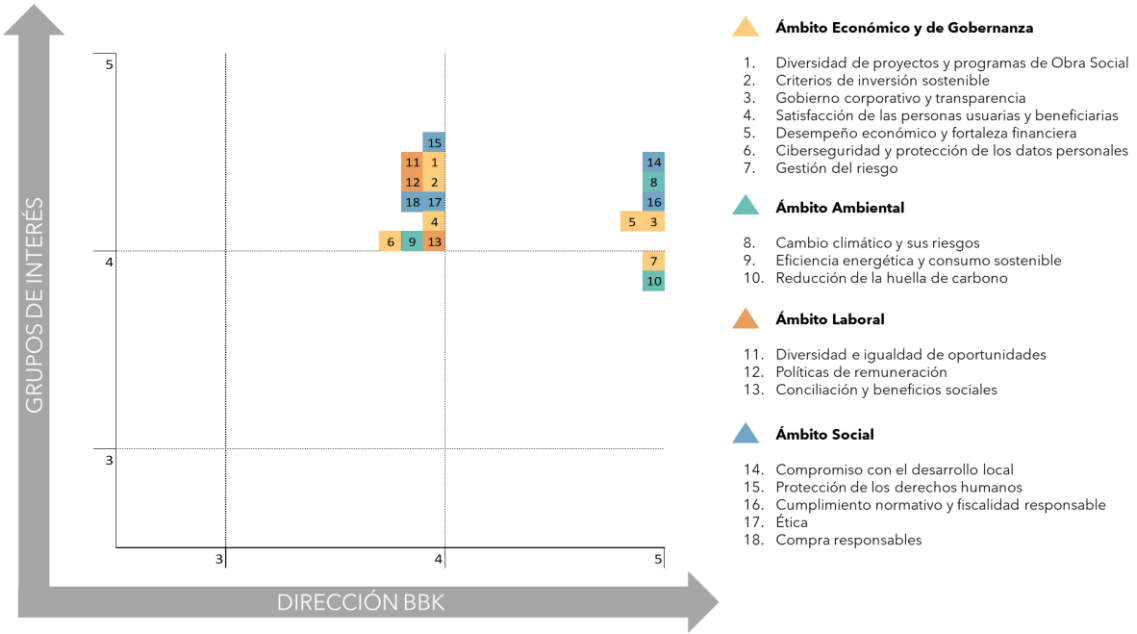 GRUPOS DE INTERÉS
5
15
11 1
14
12 2
8
18 17
16
4
5 3
6 9 13
4
7
10
3
3
4
5
DIRECCIÓN BBK
Ámbito Económico y de Gobernanza
1. Diversidad de proyectos y programas de Obra Social
2. Criterios de inversión sostenible
3. Gobierno corporativo y transparencia
4. Satisfacción de las personas usuarias y beneficiarias
5. Desempeño económico y fortaleza financiera
6. Ciberseguridad y protección de los datos personales
7. Gestión del riesgo
Ámbito Ambiental
8. Cambio climático y sus riesgos
9. Eficiencia energética y consumo sostenible
10. Reducción de la huella de carbono
Ámbito Laboral
11. Diversidad e igualdad de oportunidades
12. Políticas de remuneración
13. Conciliación y beneficios sociales
Ámbito Social
14. Compromiso con el desarrollo local
15. Protección de los derechos humanos
16. Cumplimiento normativo y fiscalidad responsable
17. Ética
18. Compra responsables